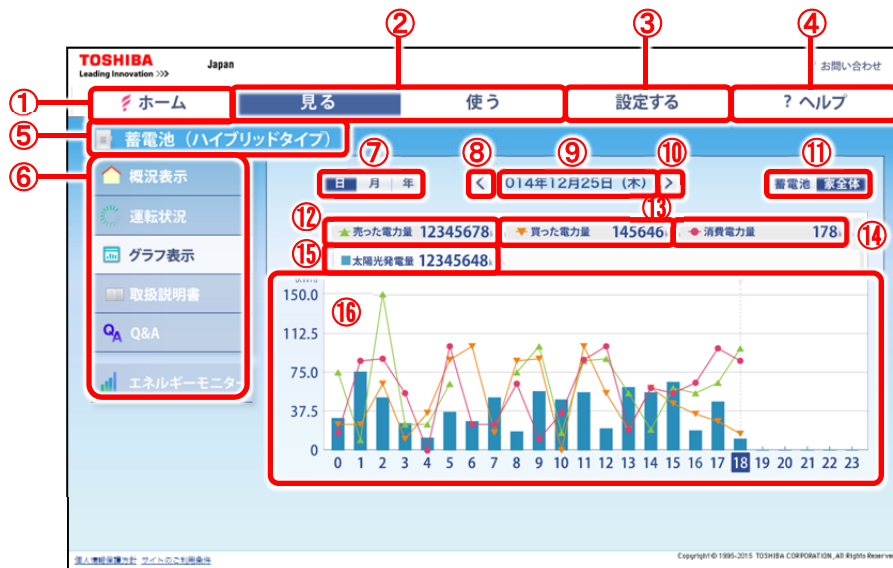 ② ③ ④
TOSHIBA
Leading Innovation >>>
Japan
お問い合わせ
① ホーム 見る 使う 設定する ? ヘルプ
⑤ 蓄電池（ハイブリッドタイプ）
⑥ ⑦ ⑧ ⑨ ⑩ ⑪
概況表示
日 月 年 < 014年12月25日（木） > 蓄電池 家全体
運転状況
⑫ ⑬ ⑭
▲売った電力量 12345678 ▼買った電力量 145646 ●消費電力量 178
グラフ表示
⑮ ■太陽光発電量 12345648
取扱説明書
Q&A
エネルギーモニター
⑯
150.0
112.5
75.0
37.5
0
0 1 2 3 4 5 6 7 8 9 10 11 12 13 14 15 16 17 18 19 20 21 22 23
個人情報保護方針 サイトのご利用条件
Copyright © 1995-2015 TOSHIBA CORPORATION, All Rights Reserve